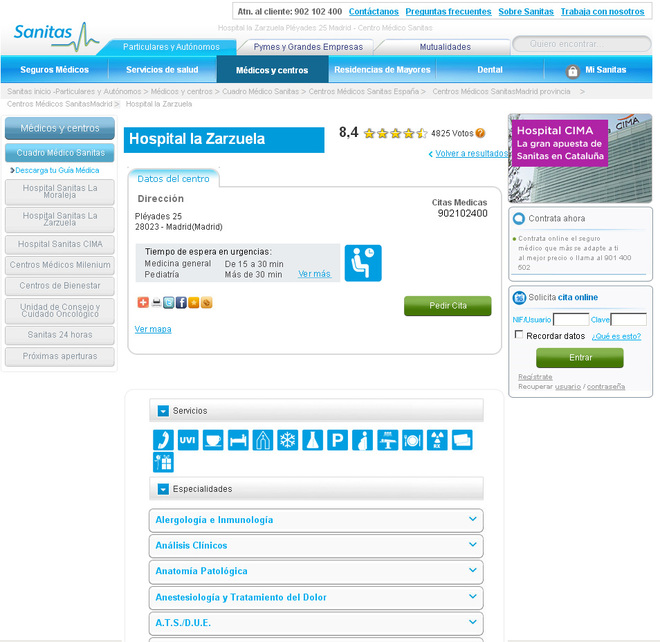 Atn. al cliente: 902 102 400 Contáctanos Preguntas frecuentes Sobre Sanitas Trabaja con nosotros
Hospital la Zarzuela Pléyades 25 Madrid - Centro Médico Sanitas
Sanitas
Particulares y Autónomos
Pymes y Grandes Empresas
Mutualidades
Quiero encontrar...
Seguros Médicos
Servicios de salud
Médicos y centros
Residencias de Mayores
Dental
Mi Sanitas
Sanitas inicio -Particulares y Autónomos > Médicos y centros > Cuadro Médico Sanitas > Centros Médicos Sanitas España > Centros Médicos SanitasMadrid provincia >
Centros Médicos SanitasMadrid > Hospital la Zarzuela
Médicos y centros
Cuadro Médico Sanitas
Descarga tu Guía Médica
Hospital Sanitas La
Moraleja
Hospital Sanitas La
Zarzuela
Hospital Sanitas CIMA
Centros Médicos Milenium
Centros de Bienestar
Unidad de Consejo y
Cuidado Oncológico
Sanitas 24 horas
Próximas aperturas
Hospital la Zarzuela
8,4 4825 Votos ?
Volver a resultados
Datos del centro
Dirección
Pléyades 25
28023 - Madrid(Madrid)
Citas Medicas
902102400
Tiempo de espera en urgencias:
Medicina general De 15 a 30 min
Pediatría Más de 30 min Ver más
Pedir Cita
Ver mapa
Servicios
UVI
P
Especialidades
Alergología e Inmunología
Análisis Clínicos
Anatomía Patológica
Anestesiología y Tratamiento del Dolor
A.T.S./D.U.E.
Hospital CIMA
La gran apuesta de
Sanitas en Cataluña
CIMA
Contrata ahora
Contrata online el seguro
médico que más se adapte a ti
al mejor precio o llama al 901 400
502
Solicita cita online
NIF/Usuario Clave
Recordar datos ¿Qué es esto?
Entrar
Regístrate
Recuperar usuario / contraseña